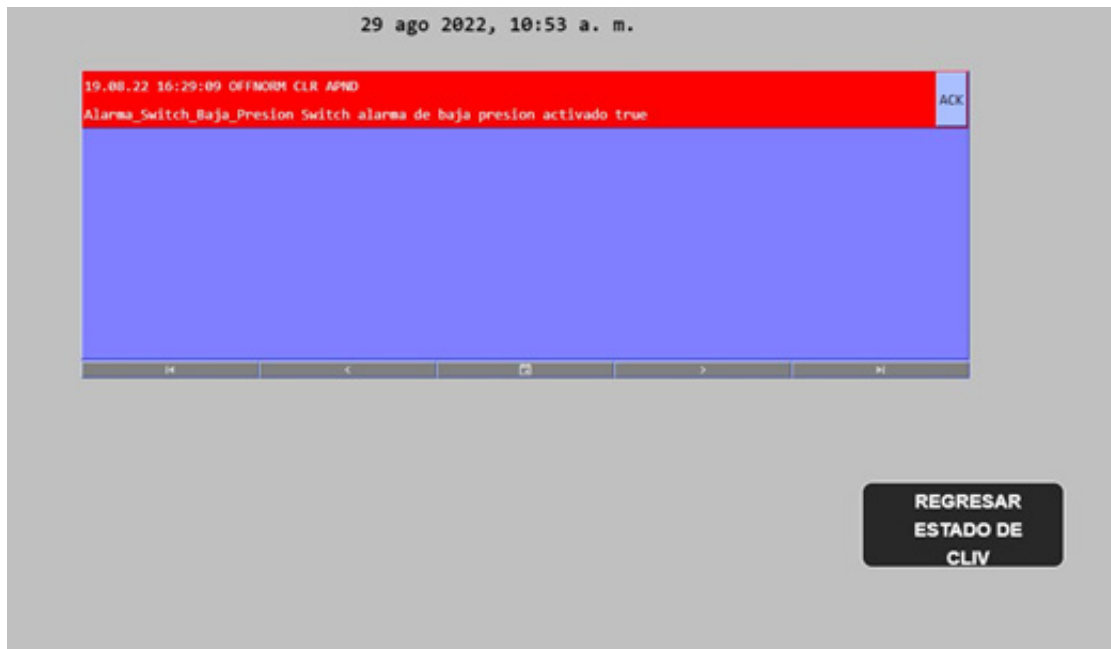 29 ago 2022, 10:53 a. m.
19.08.22 16:29:09 OFFNORM CLR APND
Alarma_Switch_Baja_Presion Switch alarma de baja presion activado true
ACK
REGRESAR
ESTADO DE
CLIV